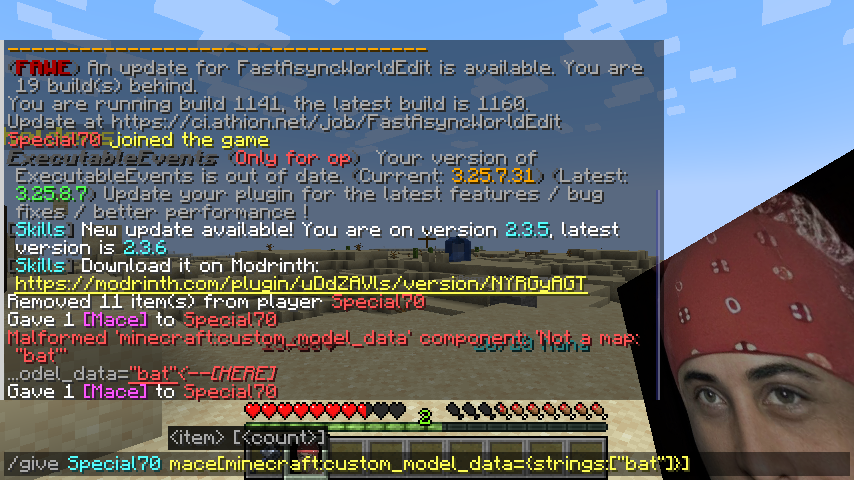 (FAWE) An update for FastAsyncWorldEdit is available. You are
19 build(s) behind.
You are running build 1141, the latest build is 1160.
Update at https://ci.athion.net/job/FastAsyncWorldEdit
Special70 joined the game
ExecutableEvents (Only for op) Your version of
ExecutableEvents is out of date. (Current: 3.25.7.31) (Latest:
3.25.8.7) Update your plugin for the latest features / bug
fixes / better performance !
[Skills] New update available! You are on version 2.3.5, latest
version is 2.3.6
[Skills] Download it on Modrinth:
https://modrinth.com/plugin/uDdZAVls/version/NYRGyAGT
Removed 11 item(s) from player Special70
Gave 1 [Mace] to Special70
Malformed 'minecraft:custom_model_data' component: 'Not a map:
"bat"'
...odel_data="bat"<--[HERE]
Gave 1 [Mace] to Special70
8
<item> [<count>]
/give Special70 mace[minecraft:custom_model_data={strings:["bat"]}]